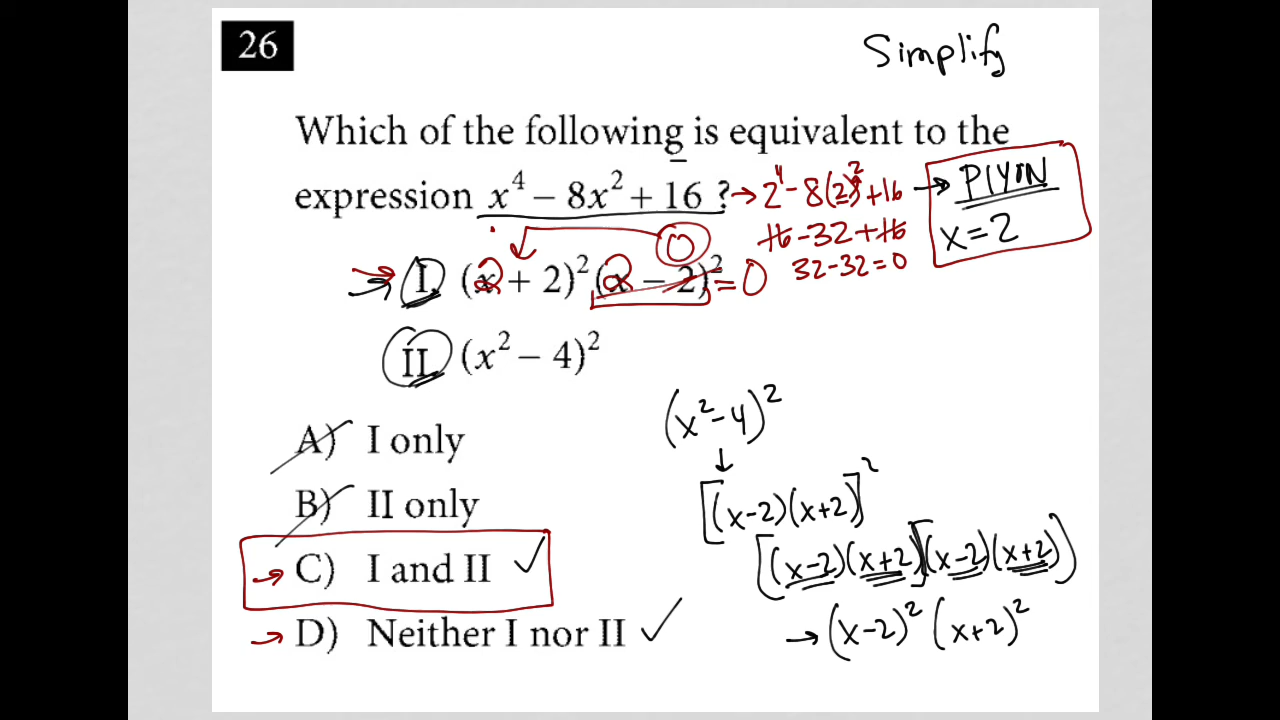 26
Simplify
Which of the following is equivalent to the
expression x⁴ − 8x² + 16 ? → 2⁴ - 8(2)² + 16 → PIYIN
x = 2
16 - 32 + 16
32 - 32 = 0
0
I. (x + 2)² (x − 2)² = 0
2 2
II. (x² − 4)²
(x² - 4)²
↓
A) I only
[(x-2)(x+2)]²
B) II only
[(x-2)(x+2)][(x-2)(x+2)]
→ C) I and II ✓
→ D) Neither I nor II ✓
→ (x-2)² (x+2)²